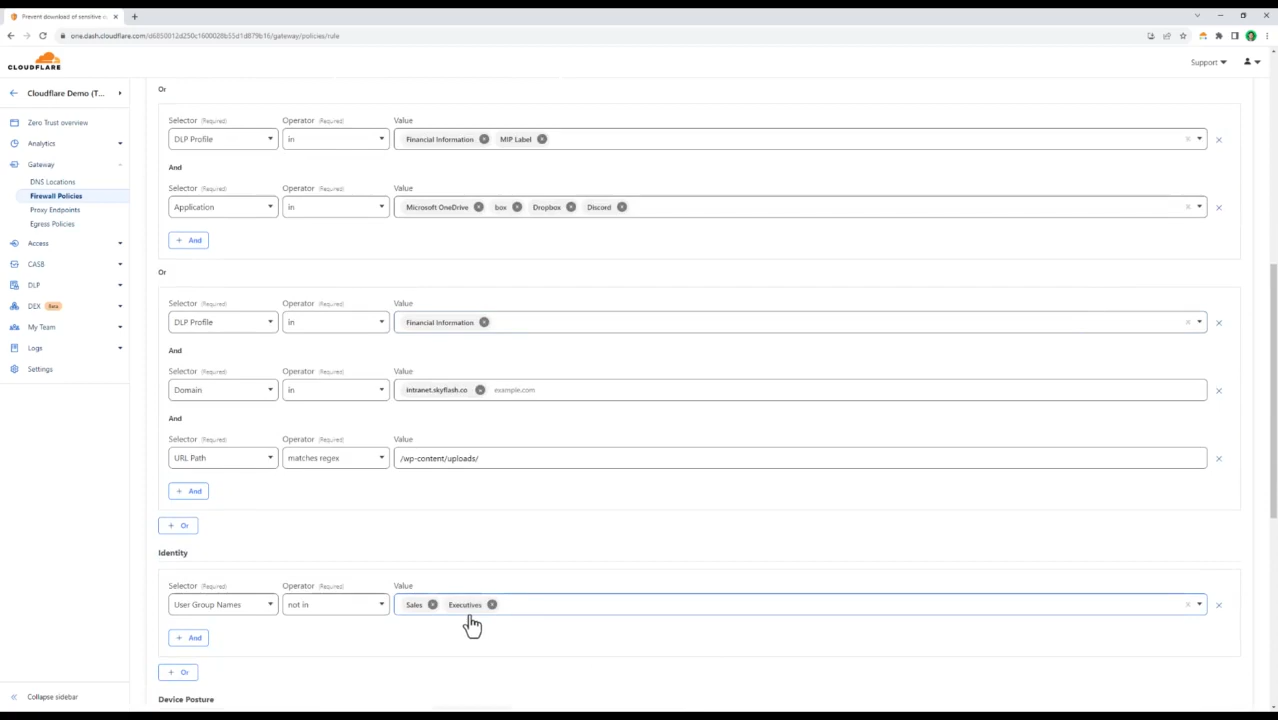 Prevent download of sensitive
one.dash.cloudflare.com/d6850012d250c1600028b55d1d879b16/gateway/policies/rule
CLOUDFLARE
Support
Cloudflare Demo (T...
Zero Trust overview
Analytics
Gateway
DNS Locations
Firewall Policies
Proxy Endpoints
Egress Policies
Access
CASB
DLP
DEX Beta
My Team
Logs
Settings
Collapse sidebar
Or
Selector (Required) Operator (Required) Value
DLP Profile in Financial Information MIP Label
And
Selector (Required) Operator (Required) Value
Application in Microsoft OneDrive box Dropbox Discord
+ And
Or
Selector (Required) Operator (Required) Value
DLP Profile in Financial Information
And
Selector (Required) Operator (Required) Value
Domain in intranet.skyflash.co example.com
And
Selector (Required) Operator (Required) Value
URL Path matches regex /wp-content/uploads/
+ And
+ Or
Identity
Selector (Required) Operator (Required) Value
User Group Names not in Sales Executives
+ And
+ Or
Device Posture